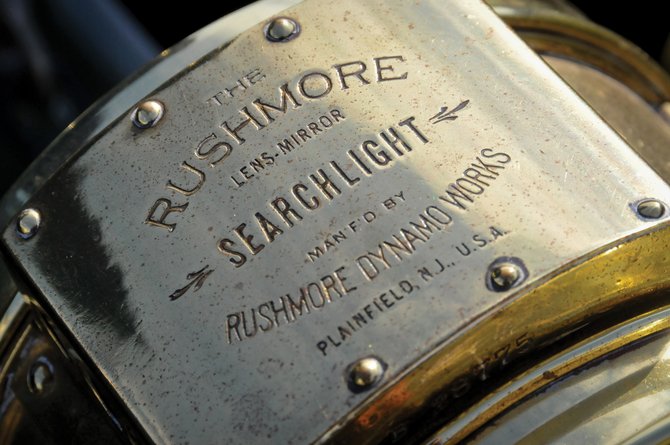 THE
RUSHMORE
LENS-MIRROR
SEARCHLIGHT
MAN'F'D BY
RUSHMORE DYNAMO WORKS
PLAINFIELD, N.J., U.S.A.